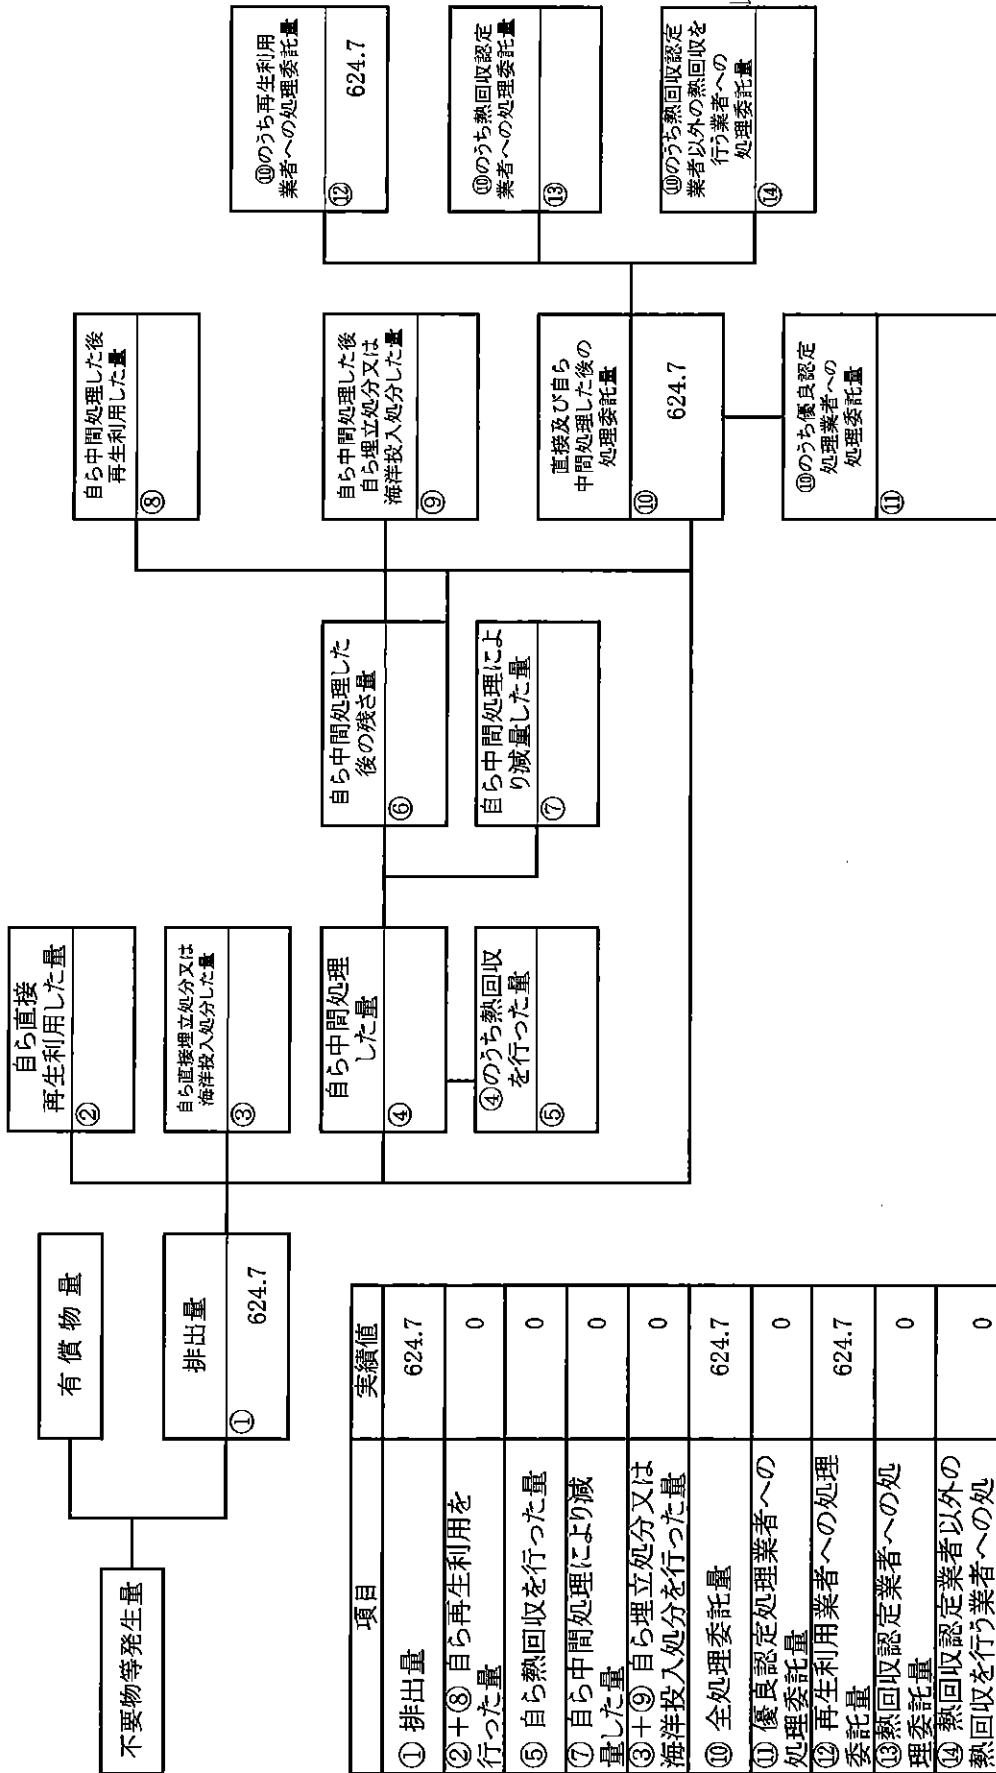 不要物等発生量
有償物量
排出量
①
624.7
自ら直接
再生利用した量
②
自ら直接埋立処分又は
海洋投入処分した量
③
自ら中間処理
した量
④
④のうち熱回収
を行った量
⑤
自ら中間処理した
後の残さ量
⑥
自ら中間処理によ
り減量した量
⑦
自ら中間処理した後
再生利用した量
⑧
自ら中間処理した後
自ら埋立処分又は
海洋投入処分した量
⑨
直接及び自ら
中間処理した後の
処理委託量
⑩
624.7
⑩のうち優良認定
処理業者への
処理委託量
⑪
⑩のうち再生利用
業者への処理委託量
⑫
624.7
⑩のうち熱回収認定
業者への処理委託量
⑬
⑩のうち熱回収認定
業者以外の熱回収を
行う業者への
処理委託量
⑭
項目 実績値
① 排出量 624.7
②＋⑧ 自ら再生利用を
行った量 0
⑤ 自ら熱回収を行った量 0
⑦ 自ら中間処理により減
量した量 0
③＋⑨ 自ら埋立処分又は
海洋投入処分を行った量 0
⑩ 全処理委託量 624.7
⑪ 優良認定処理業者への
処理委託量 0
⑫ 再生利用業者への処理
委託量 624.7
⑬熱回収認定業者への処
理委託量 0
⑭ 熱回収認定業者以外の
熱回収を行う業者への処 0